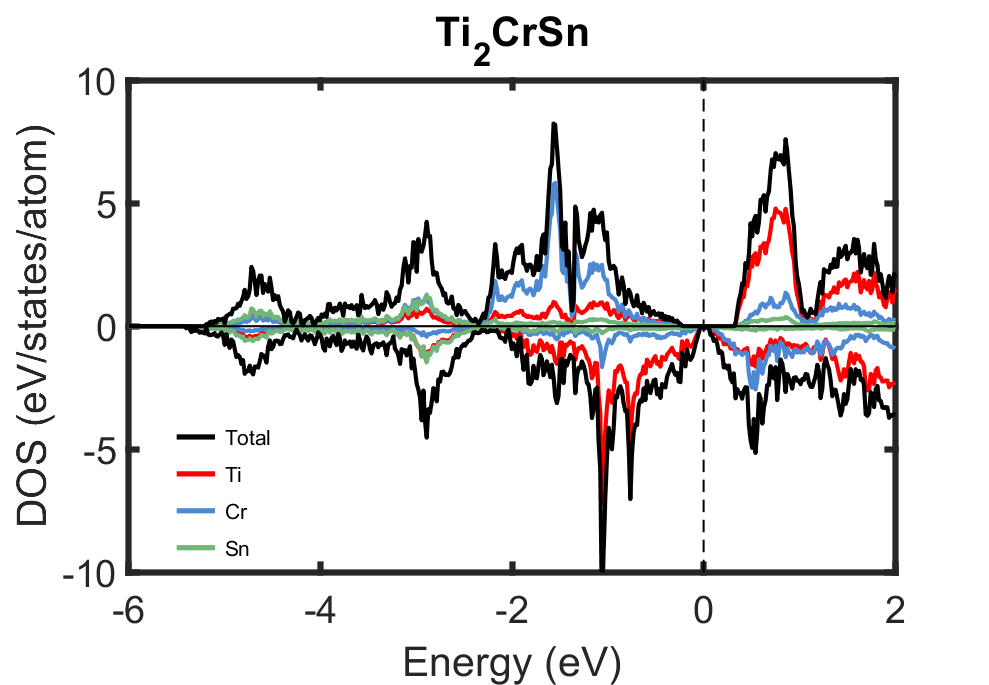 Ti2CrSn
10
5
0
-5
-10
DOS (eV/states/atom)
Total
Ti
Cr
Sn
-6 -4 -2 0 2
Energy (eV)